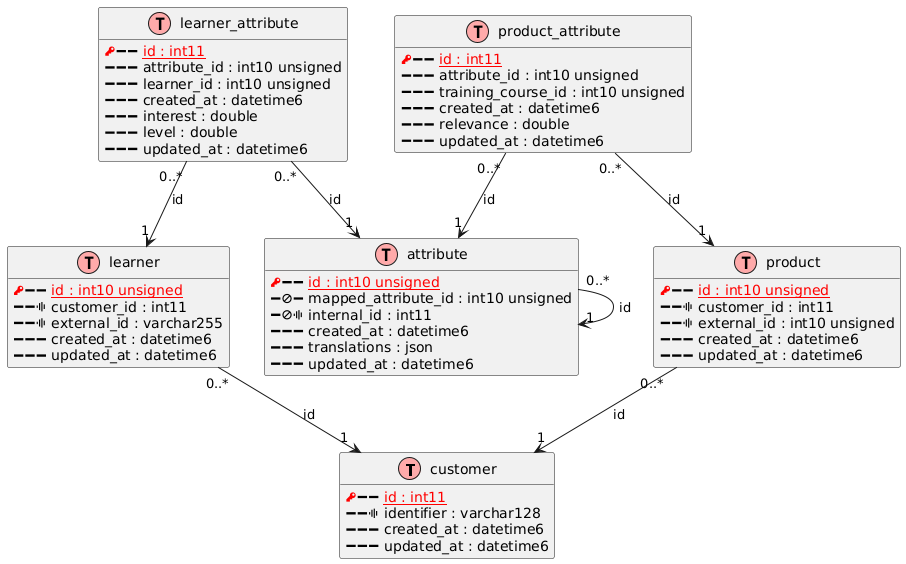 T learner_attribute
id : int11
attribute_id : int10 unsigned
learner_id : int10 unsigned
created_at : datetime6
interest : double
level : double
updated_at : datetime6
T product_attribute
id : int11
attribute_id : int10 unsigned
training_course_id : int10 unsigned
created_at : datetime6
relevance : double
updated_at : datetime6
0..*
id
1
0..*
id
1
0..*
id
1
0..*
id
1
T learner
id : int10 unsigned
customer_id : int11
external_id : varchar255
created_at : datetime6
updated_at : datetime6
T attribute
id : int10 unsigned
mapped_attribute_id : int10 unsigned
internal_id : int11
created_at : datetime6
translations : json
updated_at : datetime6
0..*
id
1
T product
id : int10 unsigned
customer_id : int11
external_id : int10 unsigned
created_at : datetime6
updated_at : datetime6
0..*
id
1
0..*
id
1
T customer
id : int11
identifier : varchar128
created_at : datetime6
updated_at : datetime6